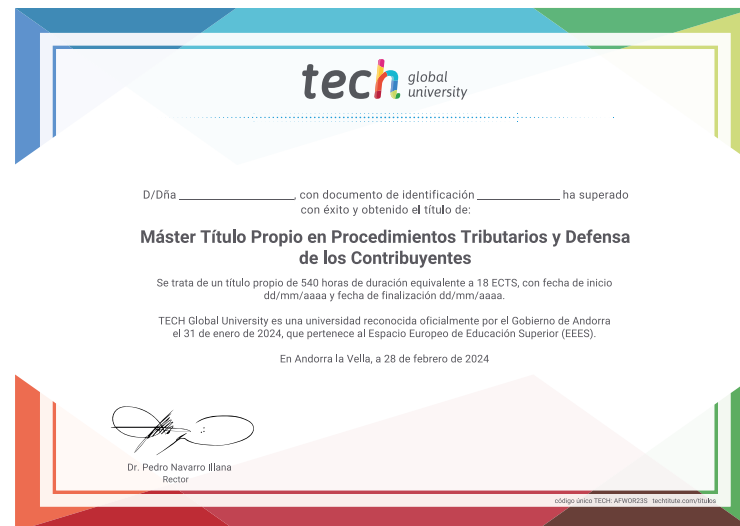 tech global
university
D/Dña ______________, con documento de identificación ______________ ha superado
con éxito y obtenido el título de:
Máster Título Propio en Procedimientos Tributarios y Defensa
de los Contribuyentes
Se trata de un título propio de 540 horas de duración equivalente a 18 ECTS, con fecha de inicio
dd/mm/aaaa y fecha de finalización dd/mm/aaaa.
TECH Global University es una universidad reconocida oficialmente por el Gobierno de Andorra
el 31 de enero de 2024, que pertenece al Espacio Europeo de Educación Superior (EEES).
En Andorra la Vella, a 28 de febrero de 2024
Dr. Pedro Navarro Illana
Rector
código único TECH: AFWOR23S techtitute.com/titulos